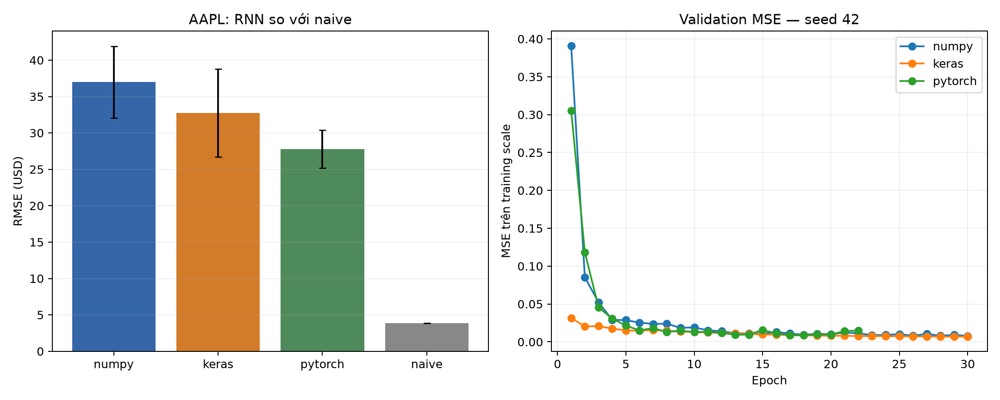 AAPL: RNN so với naive
RMSE (USD)
40
35
30
25
20
15
10
5
0
numpy
keras
pytorch
naive
Validation MSE — seed 42
MSE trên training scale
0.40
0.35
0.30
0.25
0.20
0.15
0.10
0.05
0.00
numpy
keras
pytorch
0
5
10
15
20
25
30
Epoch